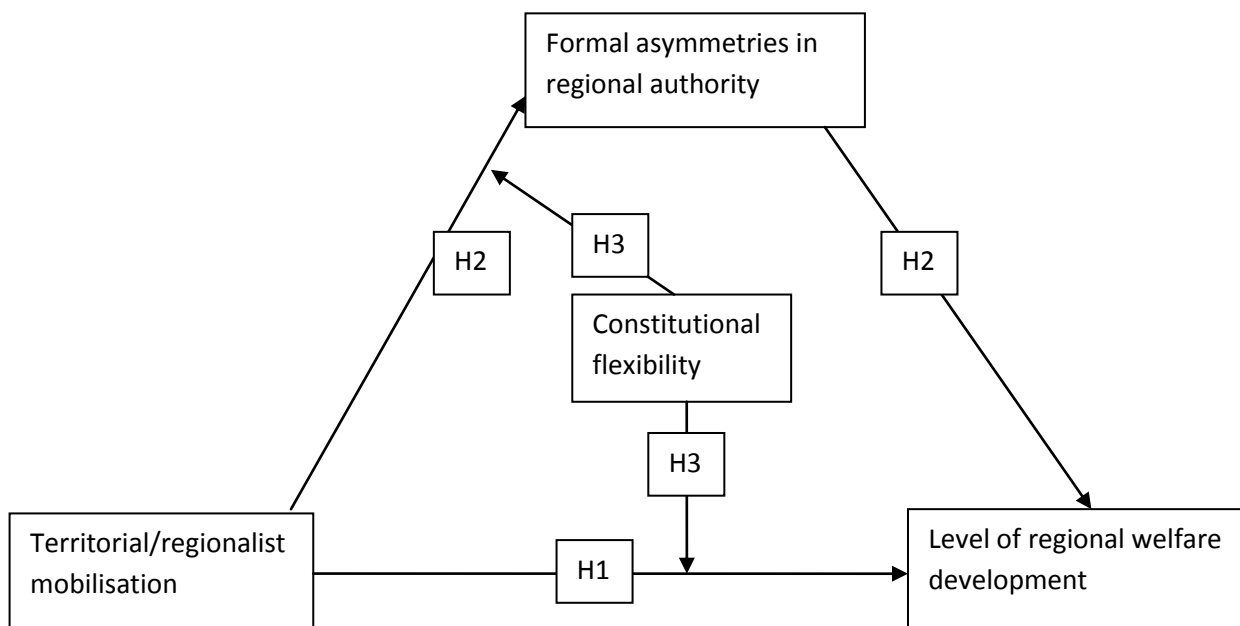 Formal asymmetries in
regional authority
H3
H2
H2
Constitutional
flexibility
H3
Territorial/regionalist
mobilisation
Level of regional welfare
development
H1